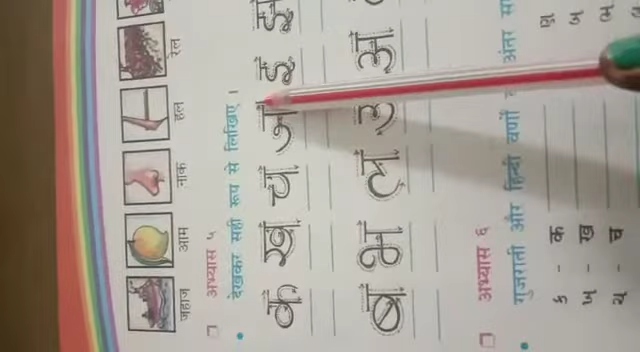 जहाज आम नाक हल रेल
अभ्यास ५
• देखकर सही रूप से लिखिए ।
क ख च ज इ
ब भ ल उ अ
अभ्यास ६
• गुजराती और हिन्दी वर्णों अंतर
ક - क ણ
ખ - ख બ
ચ - च ભ